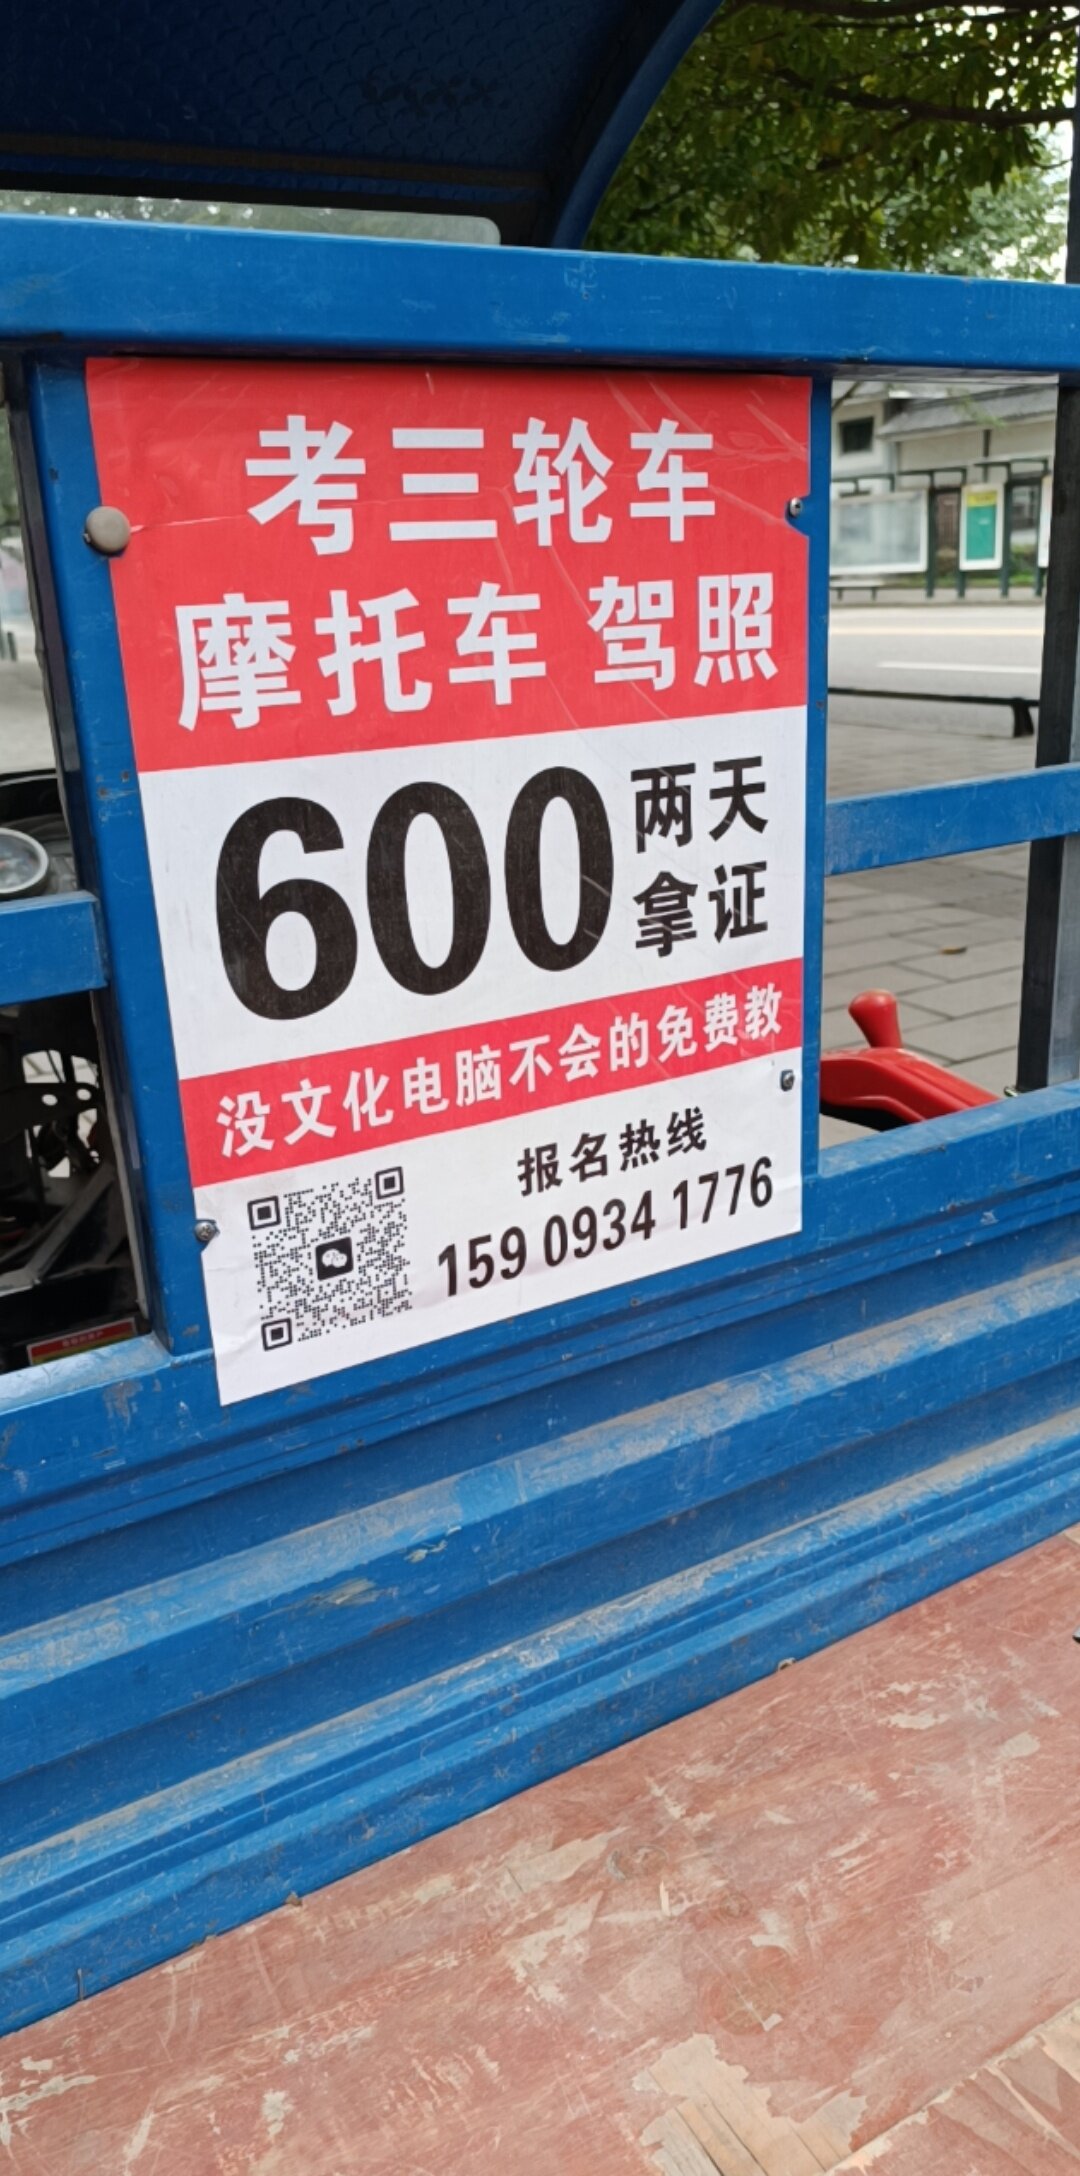 考三轮车
摩托车 驾照
600 两天
拿证
没文化电脑不会的免费教
报名热线
159 0934 1776